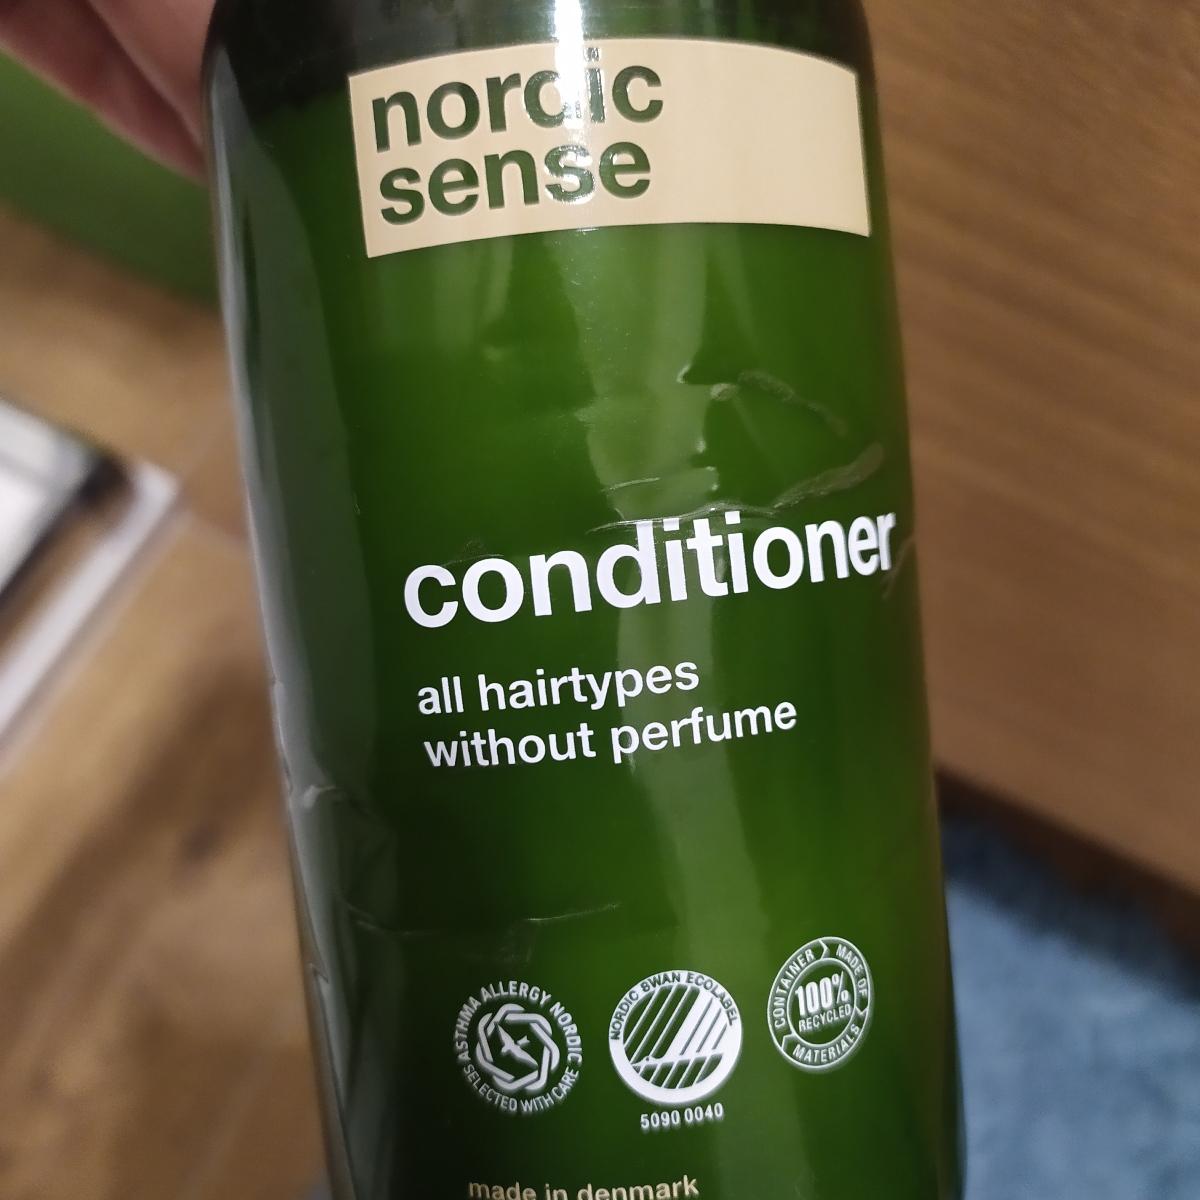 nordic
sense
conditioner
all hairtypes
without perfume
ASTHMA ALLERGY NORDIC
SELECTED WITH CARE
NORDIC SWAN ECOLABEL
5090 0040
CONTAINER MADE OF
100%
RECYCLED
MATERIALS
made in denmark